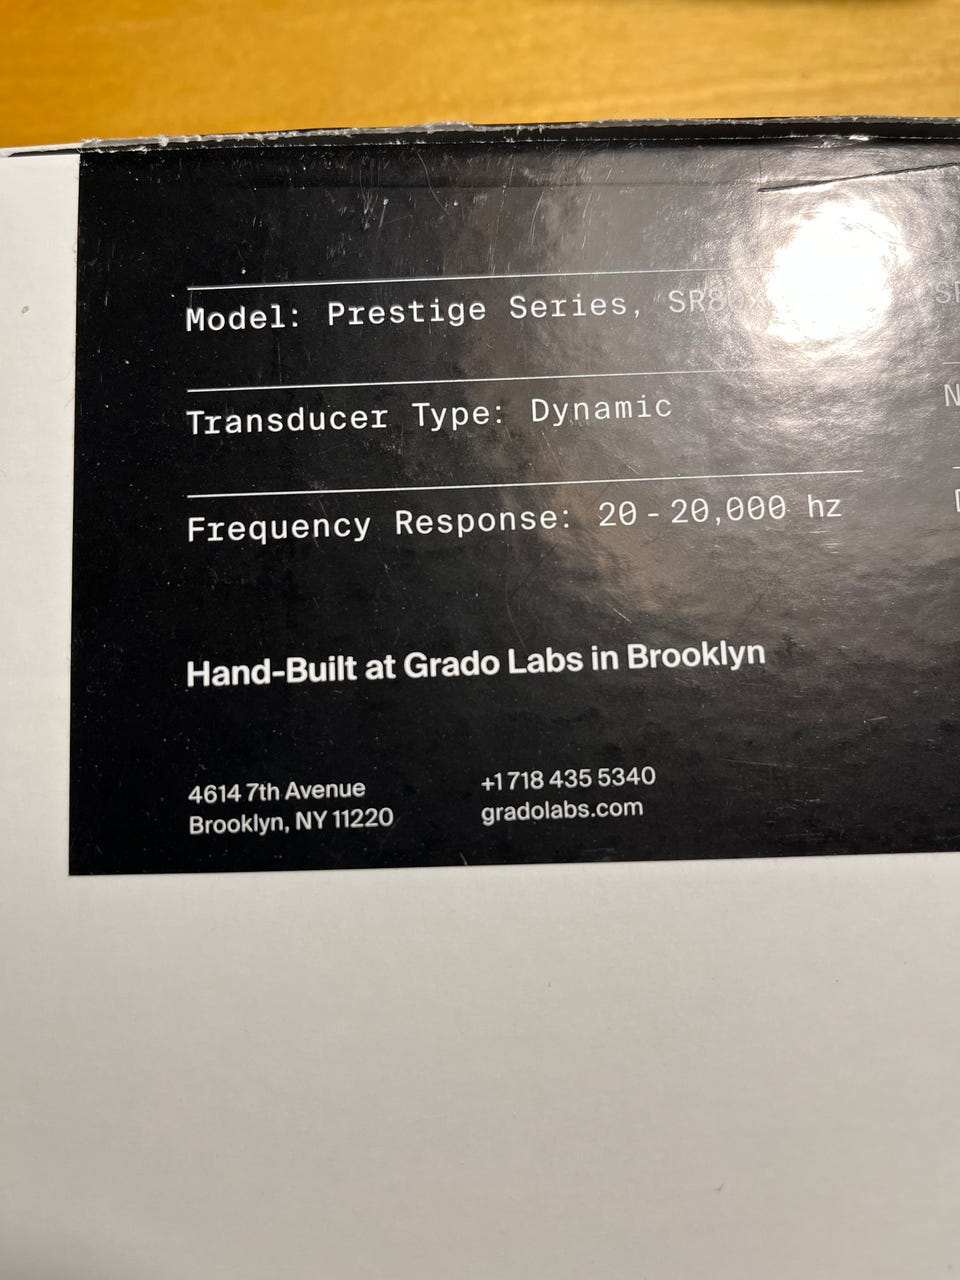 Model: Prestige Series, SR80x
Transducer Type: Dynamic
Frequency Response: 20 - 20,000 hz
Hand-Built at Grado Labs in Brooklyn
4614 7th Avenue
Brooklyn, NY 11220
+1 718 435 5340
gradolabs.com